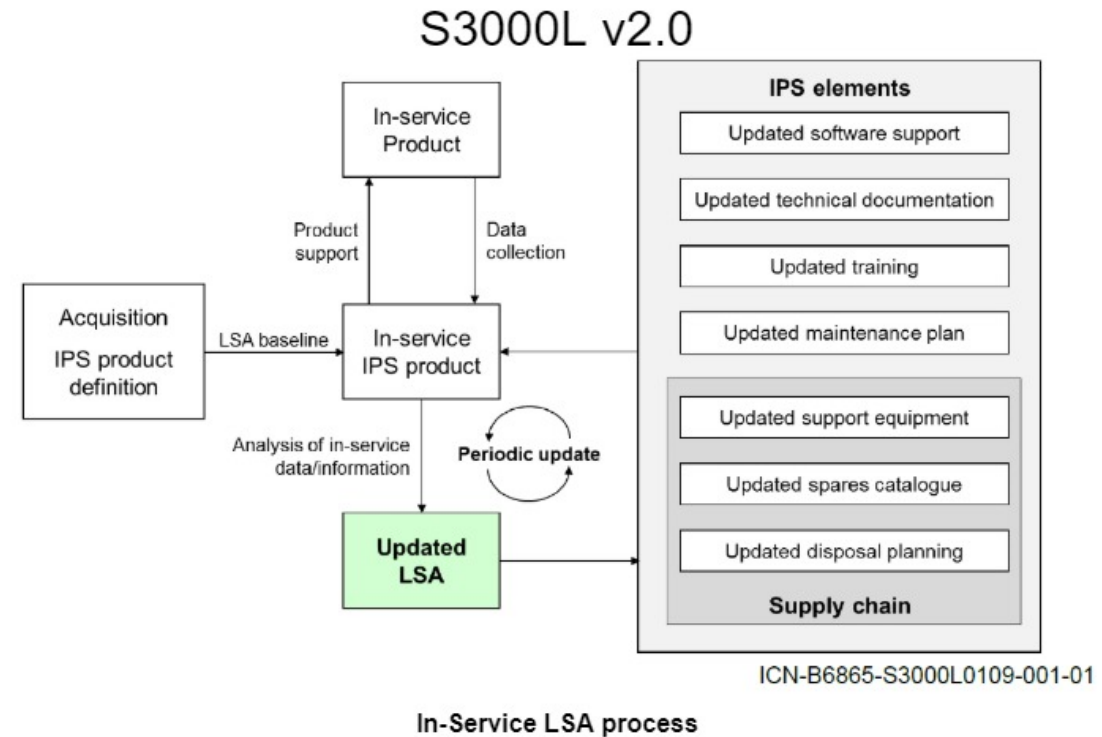 S3000L v2.0
In-service
Product
Product
support
Data
collection
Acquisition
IPS product
definition
LSA baseline
In-service
IPS product
Analysis of in-service
data/information
Periodic update
Updated
LSA
IPS elements
Updated software support
Updated technical documentation
Updated training
Updated maintenance plan
Updated support equipment
Updated spares catalogue
Updated disposal planning
Supply chain
ICN-B6865-S3000L0109-001-01
In-Service LSA process